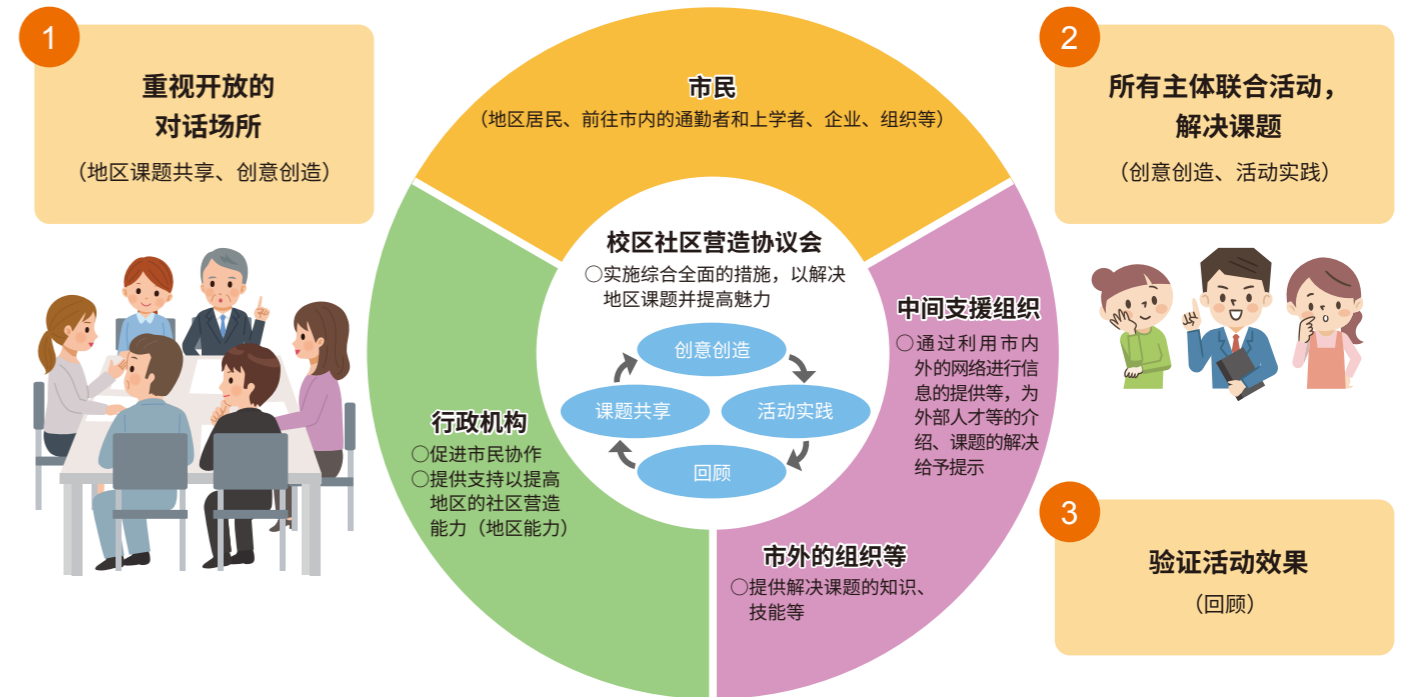 1
重视开放的
对话场所
（地区课题共享、创意创造）
2
所有主体联合活动，
解决课题
（创意创造、活动实践）
市民
（地区居民、前往市内的通勤者和上学者、企业、组织等）
校区社区营造协议会
○实施综合全面的措施，以解决
地区课题并提高魅力
创意创造
课题共享
活动实践
回顾
行政机构
○促进市民协作
○提供支持以提高
地区的社区营造
能力（地区能力）
中间支援组织
○通过利用市内
外的网络进行信
息的提供等，为
外部人才等的介
绍、课题的解决
给予提示
市外的组织等
○提供解决课题的知识、
技能等
3
验证活动效果
（回顾）